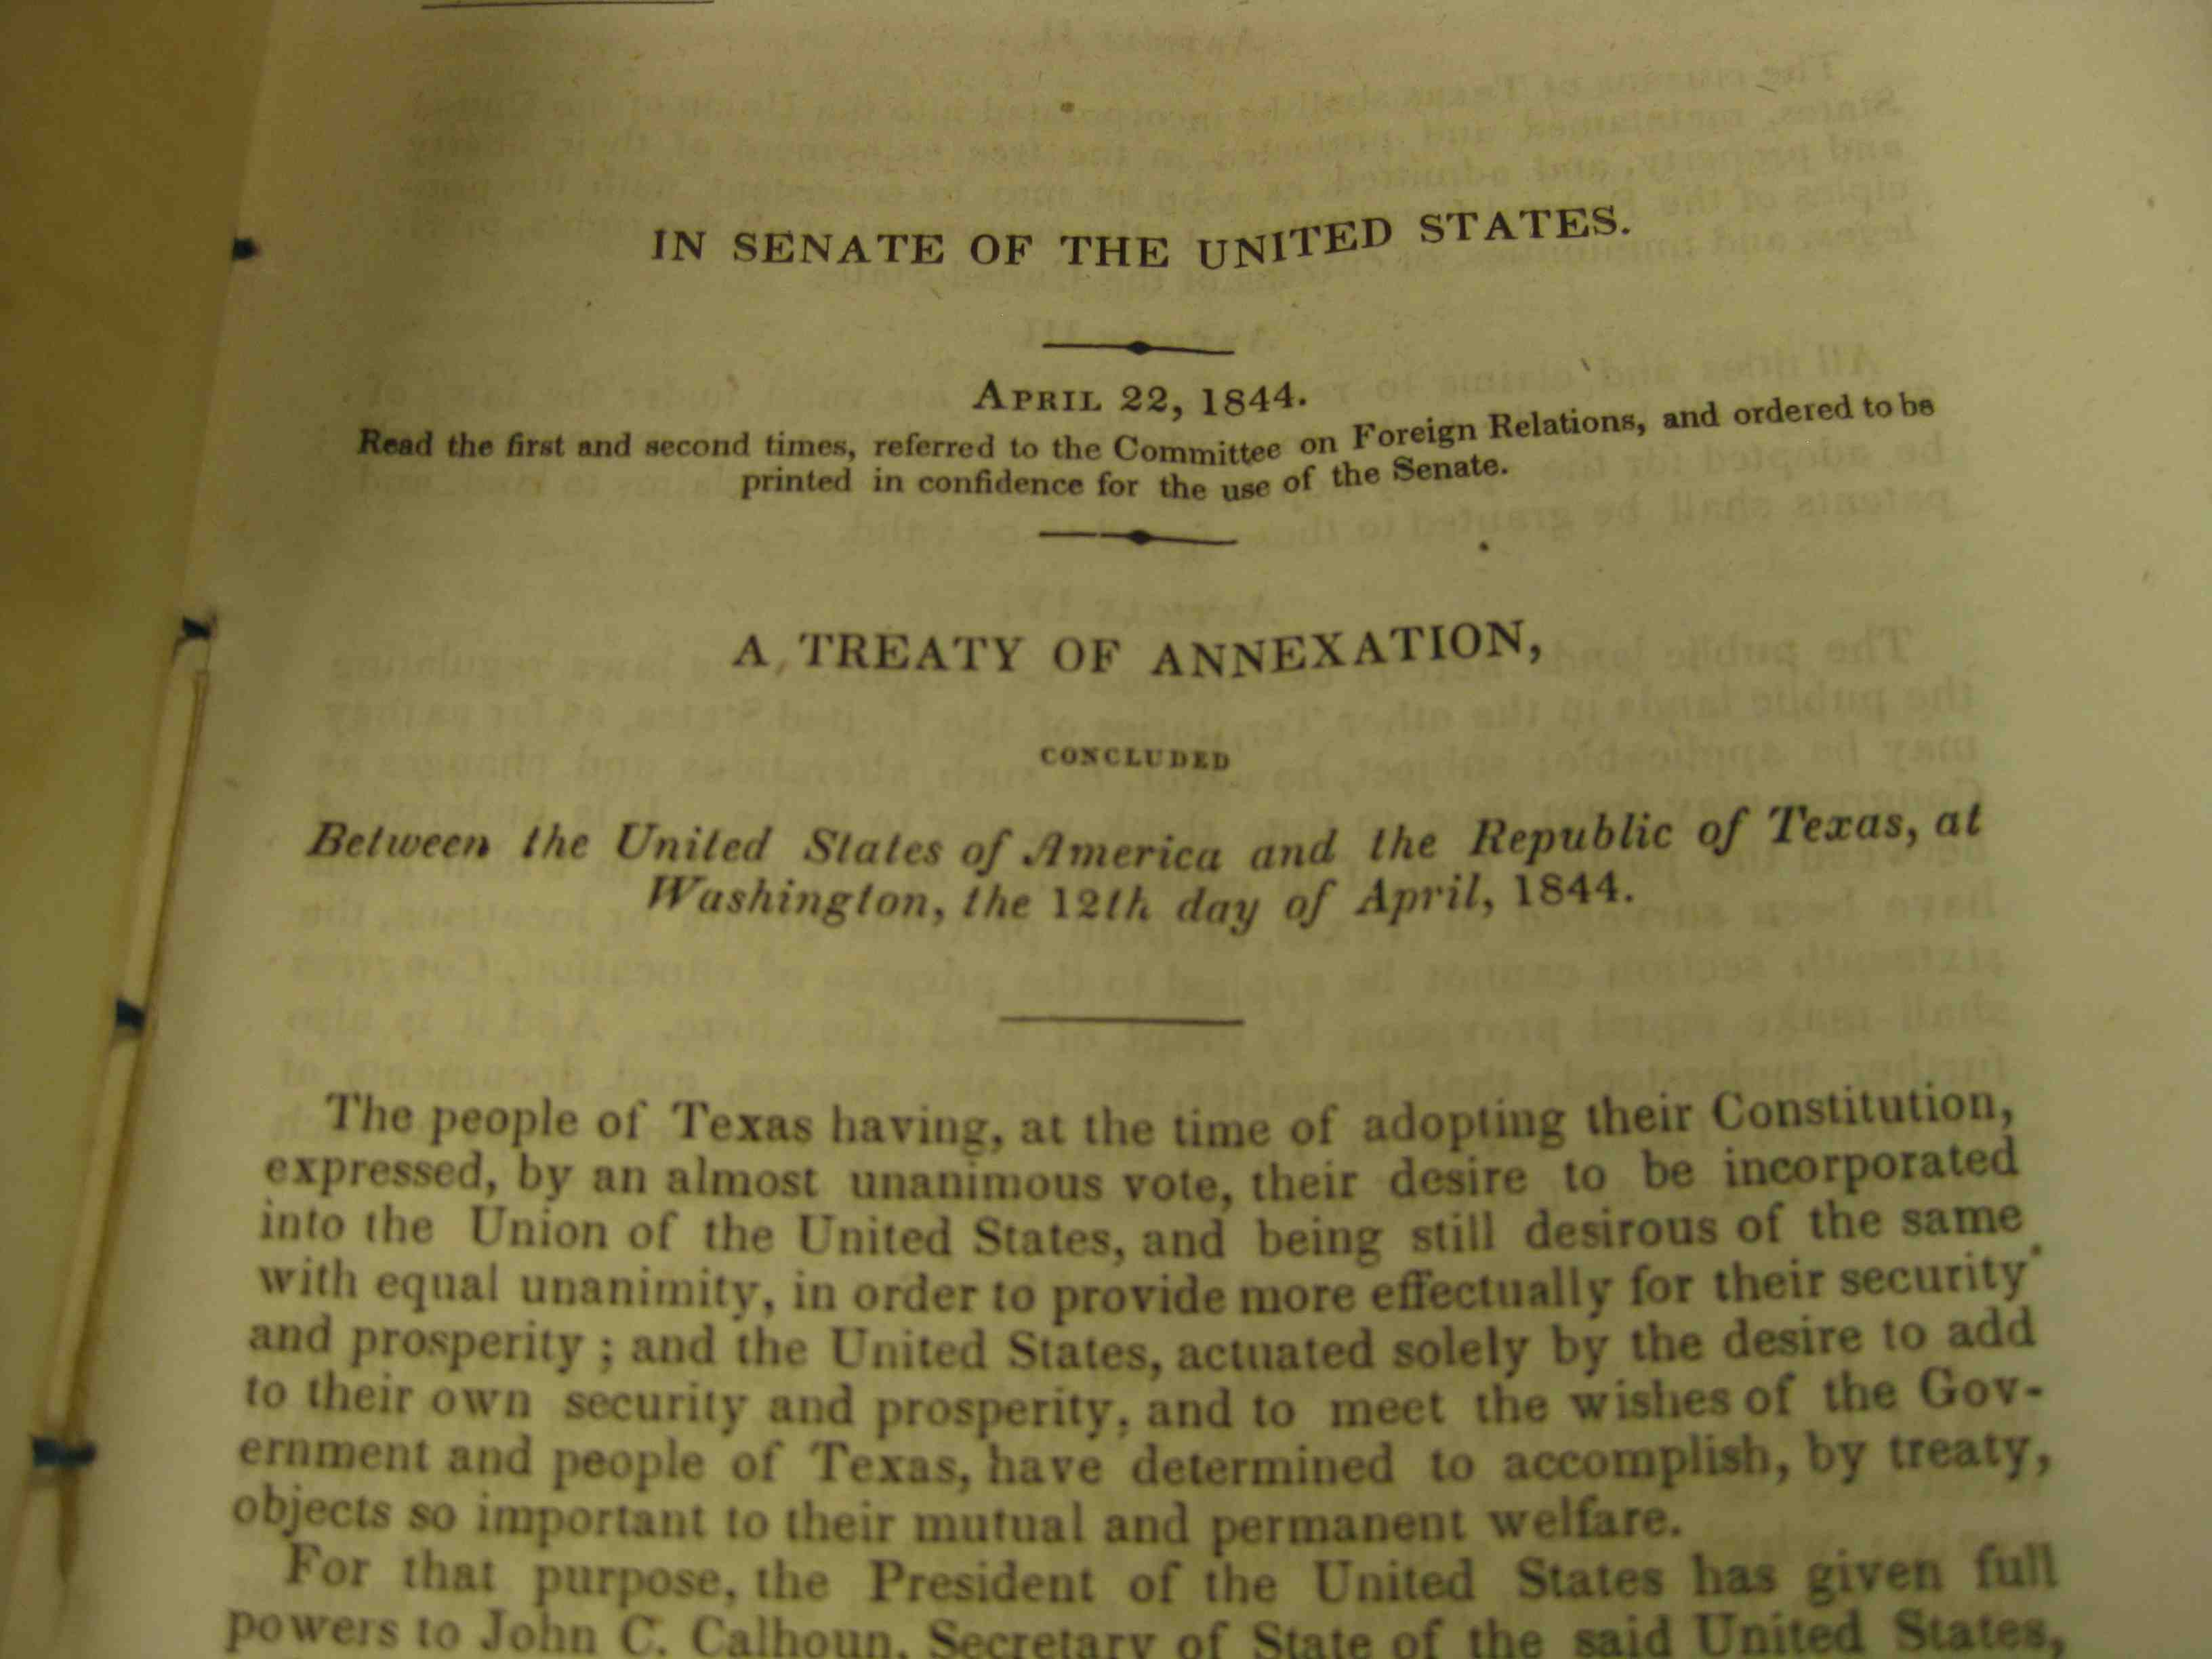 IN SENATE OF THE UNITED STATES.
APRIL 22, 1844.
Read the first and second times, referred to the Committee on Foreign Relations, and ordered to be
printed in confidence for the use of the Senate.
A TREATY OF ANNEXATION,
CONCLUDED
Between the United States of America and the Republic of Texas, at
Washington, the 12th day of April, 1844.
The people of Texas having, at the time of adopting their Constitution,
expressed, by an almost unanimous vote, their desire to be incorporated
into the Union of the United States, and being still desirous of the same
with equal unanimity, in order to provide more effectually for their security
and prosperity; and the United States, actuated solely by the desire to add
to their own security and prosperity, and to meet the wishes of the Gov-
ernment and people of Texas, have determined to accomplish, by treaty,
objects so important to their mutual and permanent welfare.
For that purpose, the President of the United States has given full
powers to John C. Calhoun, Secretary of State of the said United States,